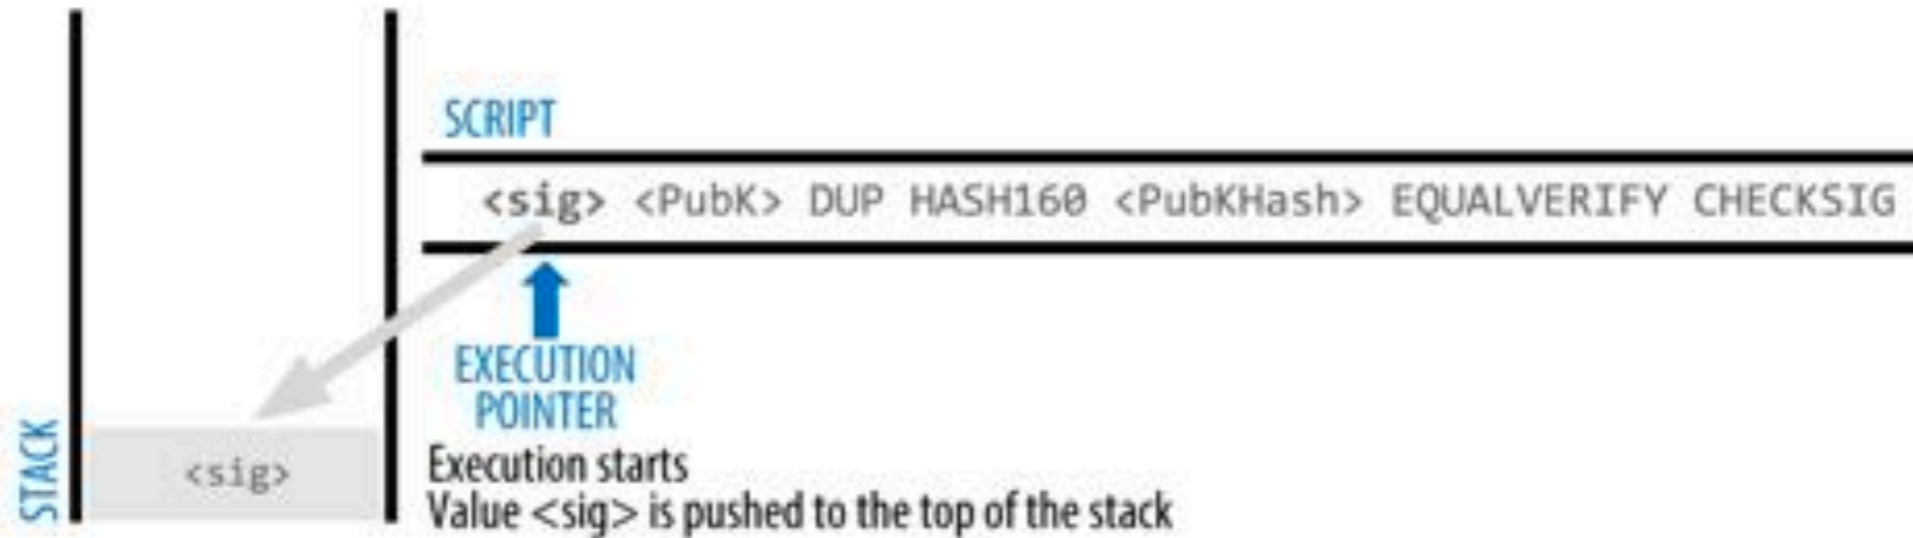 SCRIPT
<sig> <PubK> DUP HASH160 <PubKHash> EQUALVERIFY CHECKSIG
EXECUTION
POINTER
STACK
<sig>
Execution starts
Value <sig> is pushed to the top of the stack